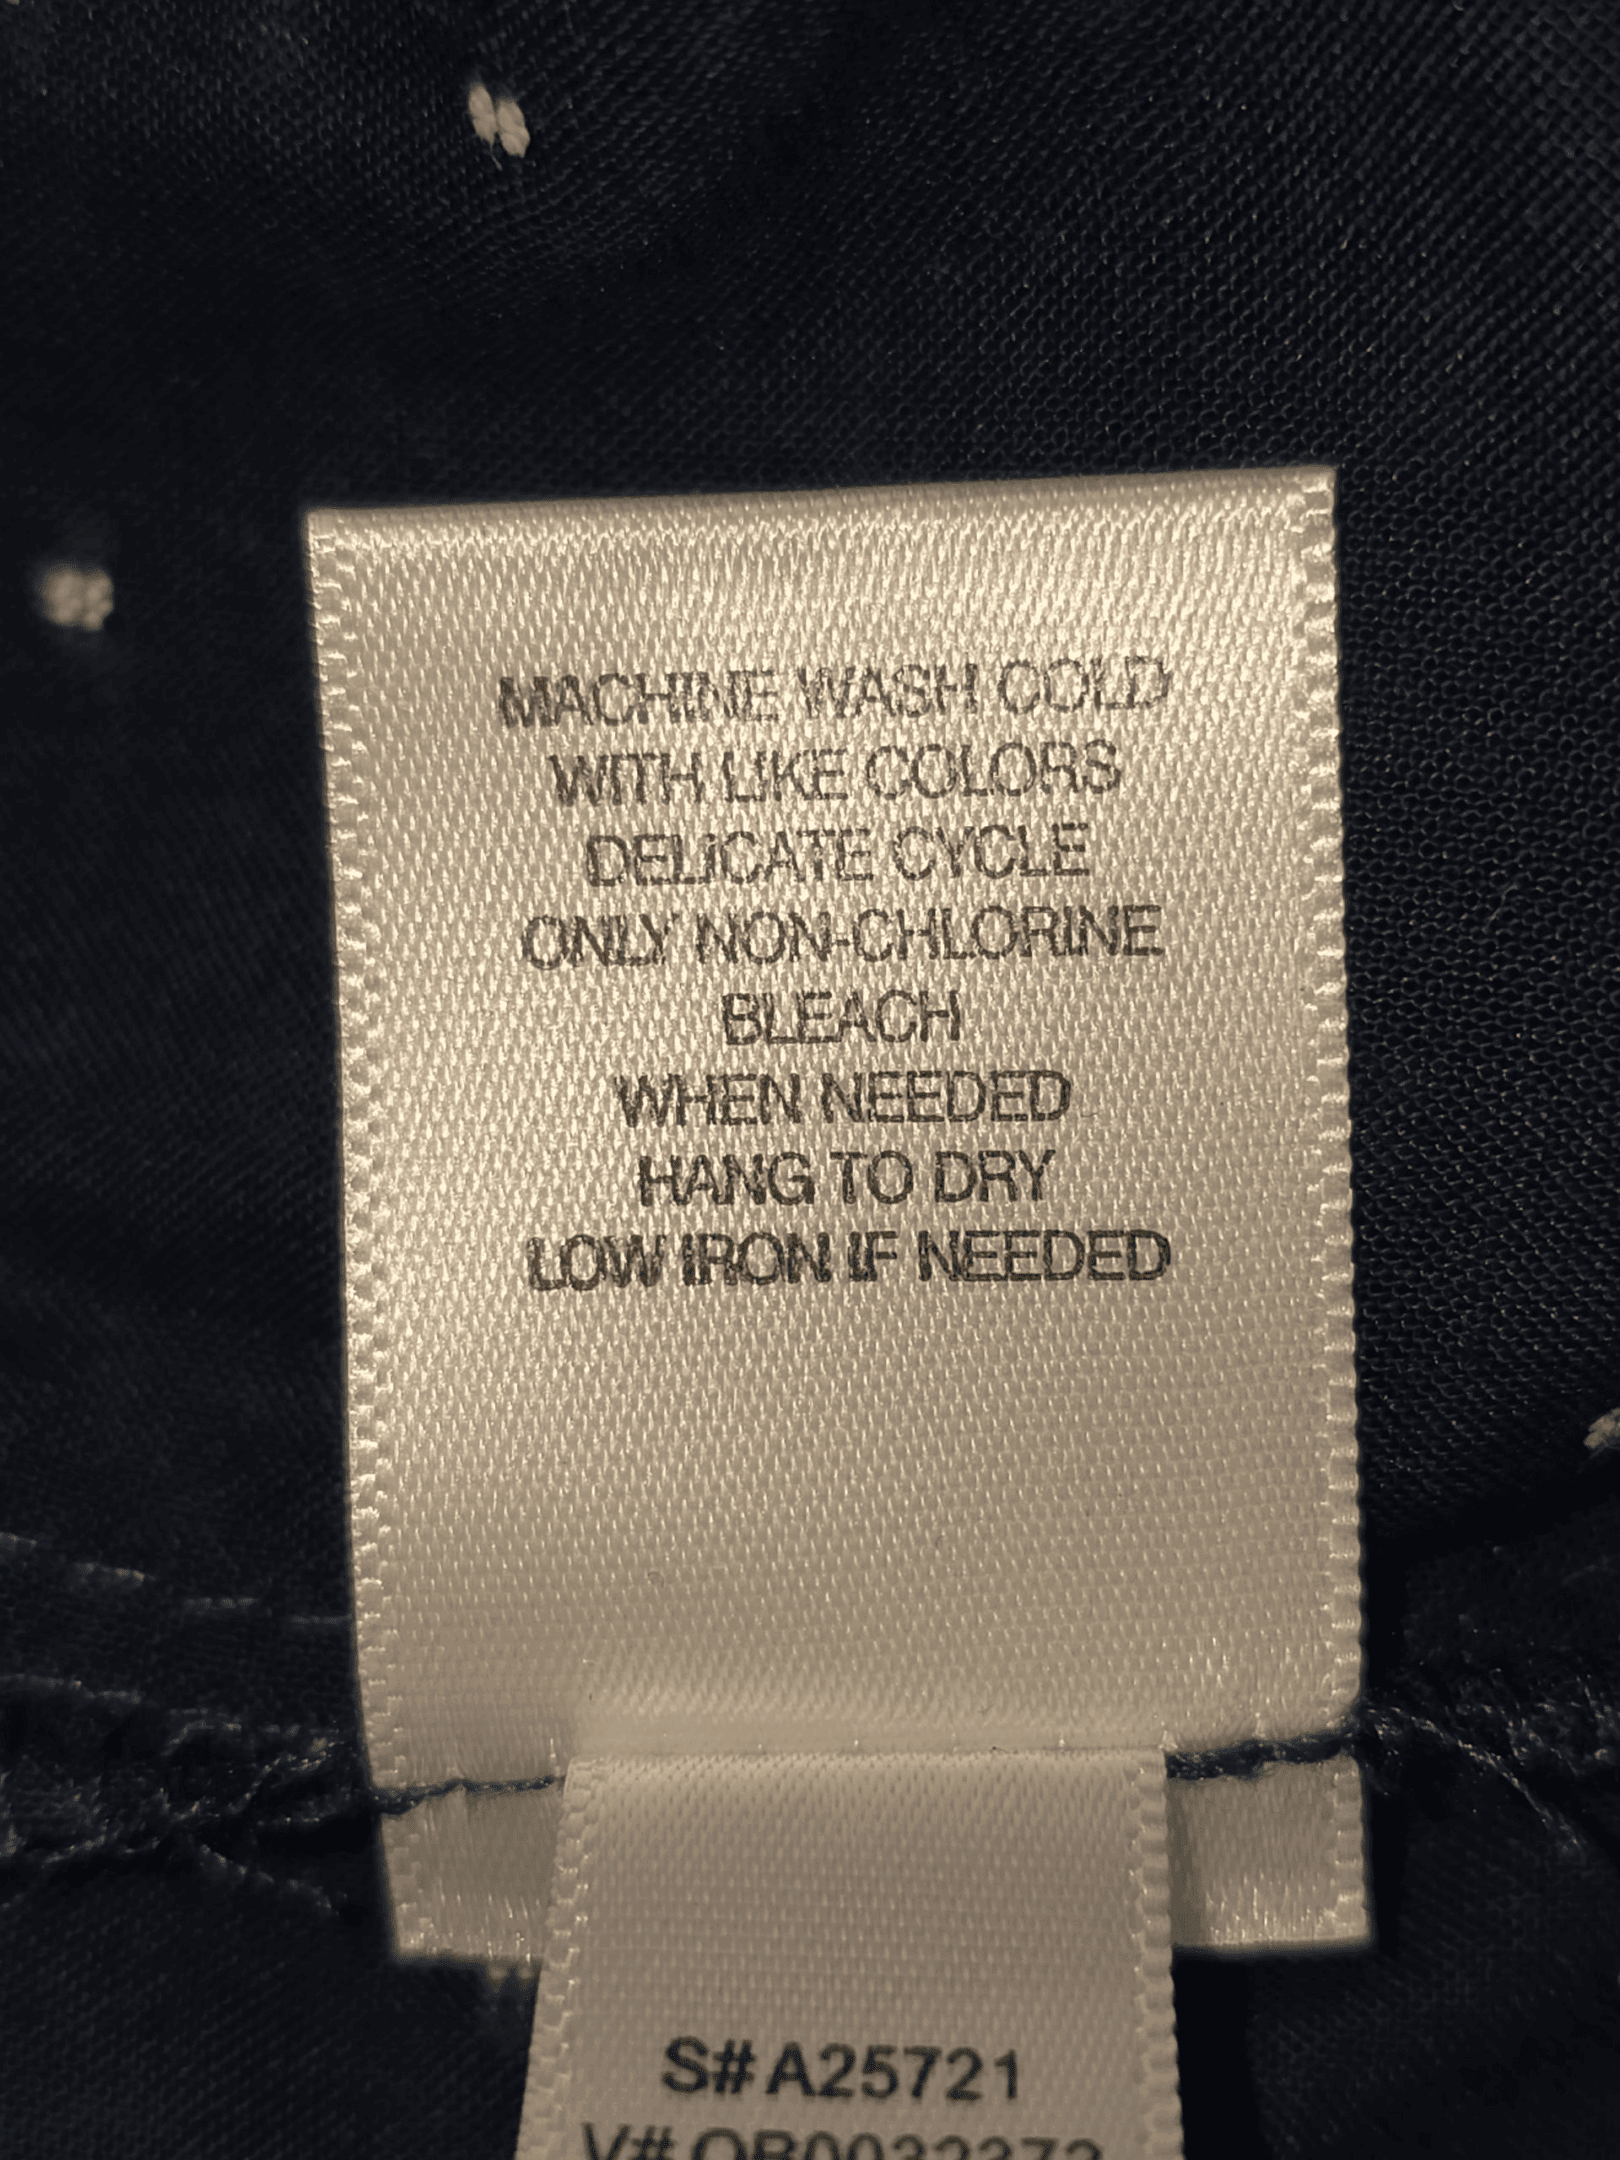 MACHINE WASH COLD
WITH LIKE COLORS
DELICATE CYCLE
ONLY NON-CHLORINE
BLEACH
WHEN NEEDED
HANG TO DRY
LOW IRON IF NEEDED
S# A25721
V#